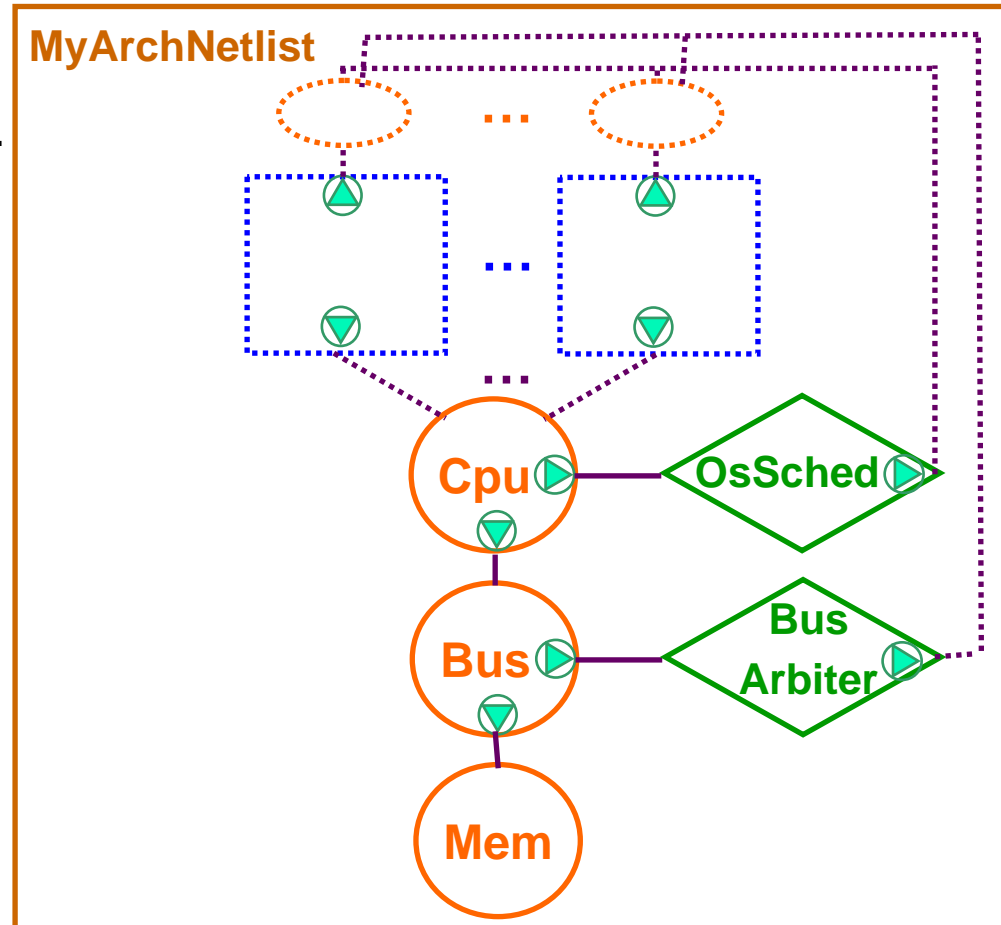 MyArchNetlist
...
...
...
Cpu
OsSched
Bus
Bus
Arbiter
Mem